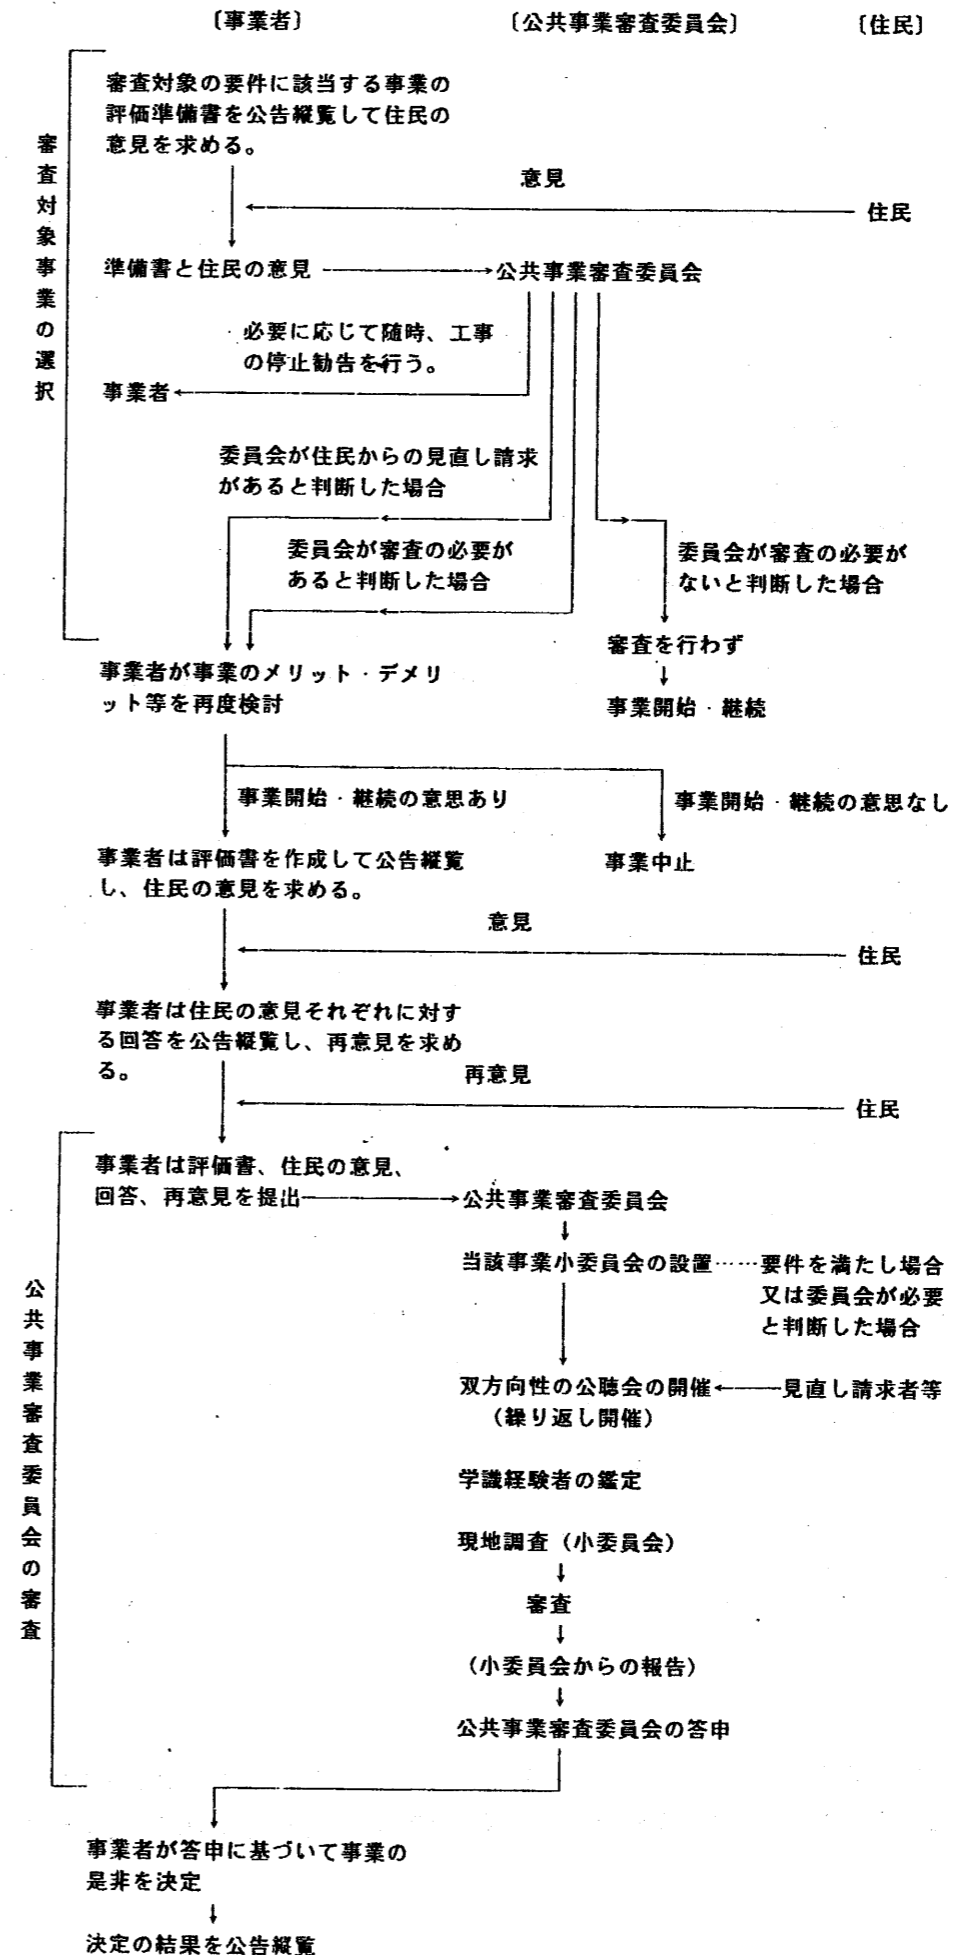 〔事業者〕
〔公共事業審査委員会〕
〔住民〕
審査対象事業の選択
審査対象の要件に該当する事業の
評価準備書を公告縦覧して住民の
意見を求める。
意見
住民
準備書と住民の意見
公共事業審査委員会
必要に応じて随時、工事
の停止勧告を行う。
事業者
委員会が住民からの見直し請求
があると判断した場合
委員会が審査の必要が
あると判断した場合
委員会が審査の必要が
ないと判断した場合
審査を行わず
事業開始・継続
事業者が事業のメリット・デメリ
ット等を再度検討
事業開始・継続の意思あり
事業開始・継続の意思なし
事業中止
事業者は評価書を作成して公告縦覧
し、住民の意見を求める。
意見
住民
事業者は住民の意見それぞれに対す
る回答を公告縦覧し、再意見を求め
る。
再意見
住民
公共事業審査委員会の審査
事業者は評価書、住民の意見、
回答、再意見を提出
公共事業審査委員会
当該事業小委員会の設置……要件を満たし場合
又は委員会が必要
と判断した場合
双方向性の公聴会の開催
見直し請求者等
（繰り返し開催）
学識経験者の鑑定
現地調査（小委員会）
審査
（小委員会からの報告）
公共事業審査委員会の答申
事業者が答申に基づいて事業の
是非を決定
決定の結果を公告縦覧